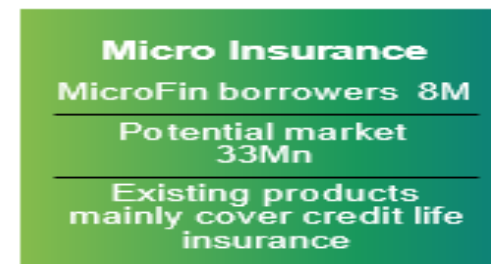 Micro Insurance
MicroFin borrowers 8M
Potential market
33Mn
Existing products
mainly cover credit life
insurance